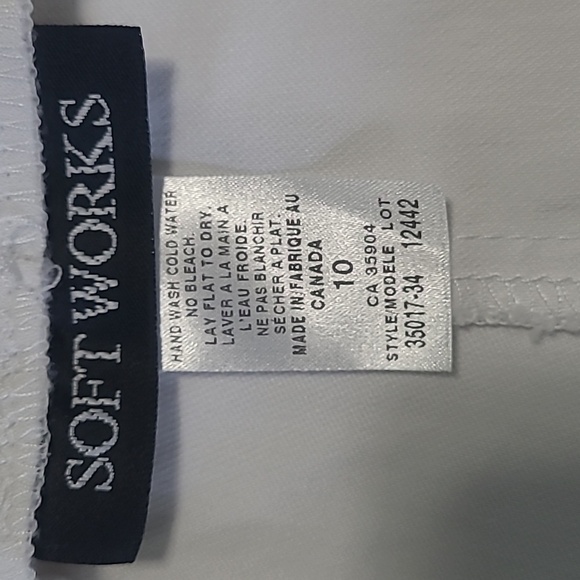 SOFT WORKS
HAND WASH COLD WATER
NO BLEACH.
LAY FLAT TO DRY.
LAVER A LA MAIN A
L'EAU FROIDE.
NE PAS BLANCHIR
SÉCHER A PLAT.
MADE IN/FABRIQUE AU
CANADA
10
CA 35904
STYLE/MODELE LOT
35017-34 12442